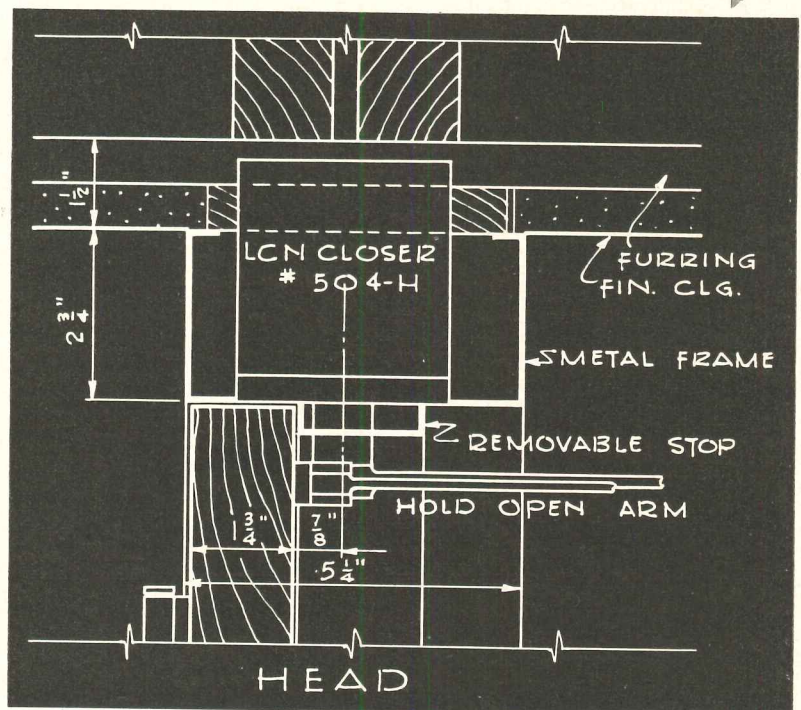 1 1/2"
LCN CLOSER
# 504-H
FURRING
FIN. CLG.
2 3/4"
METAL FRAME
REMOVABLE STOP
HOLD OPEN ARM
1 3/4"
7/8"
5 1/4"
HEAD